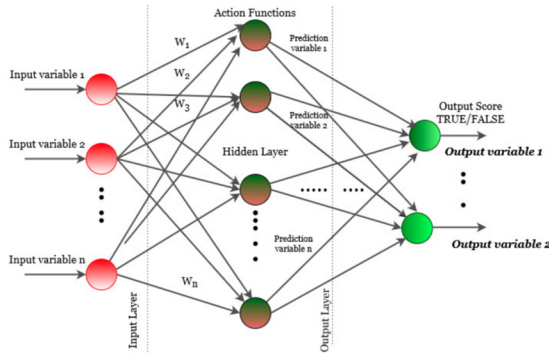 Action Functions
W1
Prediction
variable 1
Input variable 1
W2
Output Score
TRUE/FALSE
W3
Prediction
variable 2
Output variable 1
Input variable 2
Hidden Layer
Prediction
variable n
Output variable 2
Input variable n
Wn
Input Layer
Output Layer